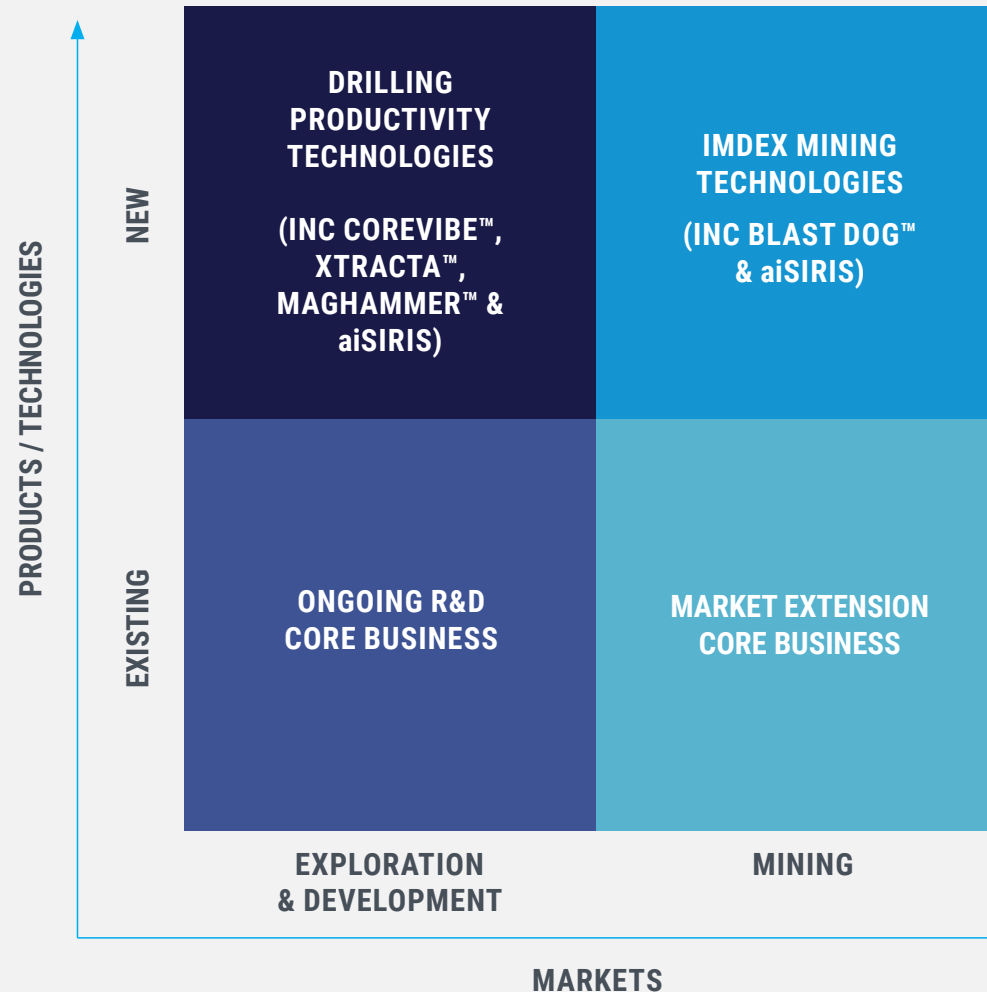 PRODUCTS / TECHNOLOGIES
NEW
DRILLING
PRODUCTIVITY
TECHNOLOGIES
(INC COREVIBE™,
XTRACTA™,
MAGHAMMER™ &
aiSIRIS)
IMDEX MINING
TECHNOLOGIES
(INC BLAST DOG™
& aiSIRIS)
EXISTING
ONGOING R&D
CORE BUSINESS
MARKET EXTENSION
CORE BUSINESS
EXPLORATION
& DEVELOPMENT
MINING
MARKETS